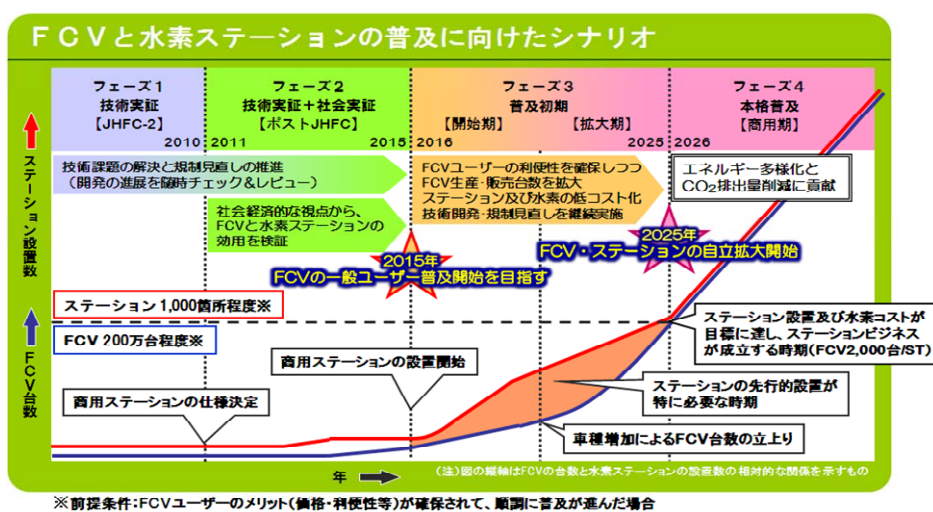 FCVと水素ステーションの普及に向けたシナリオ
フェーズ1
技術実証
【JHFC-2】
2010
フェーズ2
技術実証+社会実証
【ポストJHFC】
2011
2015
フェーズ3
普及初期
【開始期】
【拡大期】
2016
2025
フェーズ4
本格普及
【商用期】
2026
技術課題の解決と規制見直しの推進
(開発の進展を随時チェック&レビュー)
社会経済的な視点から、
FCVと水素ステーションの
効用を検証
FCVユーザーの利便性を確保しつつ
FCV生産・販売台数を拡大
ステーション及び水素の低コスト化
技術開発・規制見直しを継続実施
エネルギー多様化と
CO₂排出量削減に貢献
2015年
FCVの一般ユーザー普及開始を目指す
2025年
FCV・ステーションの自立拡大開始
ステーション設置数
FCV台数
ステーション1,000箇所程度※
FCV 200万台程度※
商用ステーションの仕様決定
商用ステーションの設置開始
ステーション設置及び水素コストが
目標に達し、ステーションビジネス
が成立する時期(FCV2,000台/ST)
ステーションの先行的設置が
特に必要な時期
車種増加によるFCV台数の立上り
年
(注)図の縦軸はFCVの台数と水素ステーションの設置数の相対的な関係を示すもの
※前提条件:FCVユーザーのメリット(価格・利便性等)が確保されて、順調に普及が進んだ場合